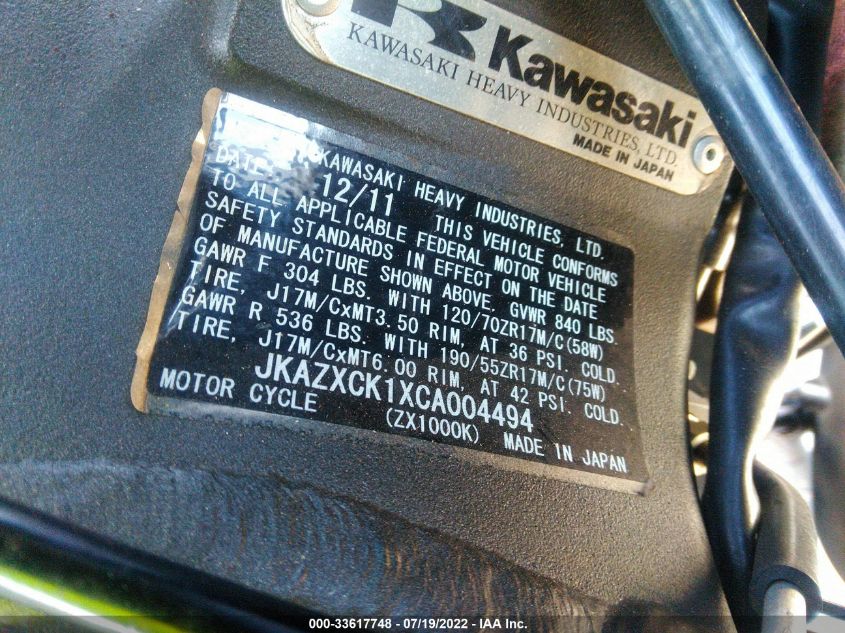 Kawasaki
KAWASAKI HEAVY INDUSTRIES, LTD.
MADE IN JAPAN
KAWASAKI HEAVY INDUSTRIES, LTD.
DATE: 12/11 THIS VEHICLE CONFORMS
TO ALL APPLICABLE FEDERAL MOTOR VEHICLE
SAFETY STANDARDS IN EFFECT ON THE DATE
OF MANUFACTURE SHOWN ABOVE. GVWR 840 LBS.
GAWR F 304 LBS. WITH 120/70ZR17M/C(58W)
TIRE, J17M/CxMT3.50 RIM, AT 36 PSI. COLD.
GAWR R 536 LBS. WITH 190/55ZR17M/C(75W)
TIRE, J17M/CxMT6.00 RIM, AT 42 PSI. COLD.
JKAZXCK1XCA004494
MOTOR CYCLE (ZX1000K) MADE IN JAPAN
000-33617748 - 07/19/2022 - IAA Inc.